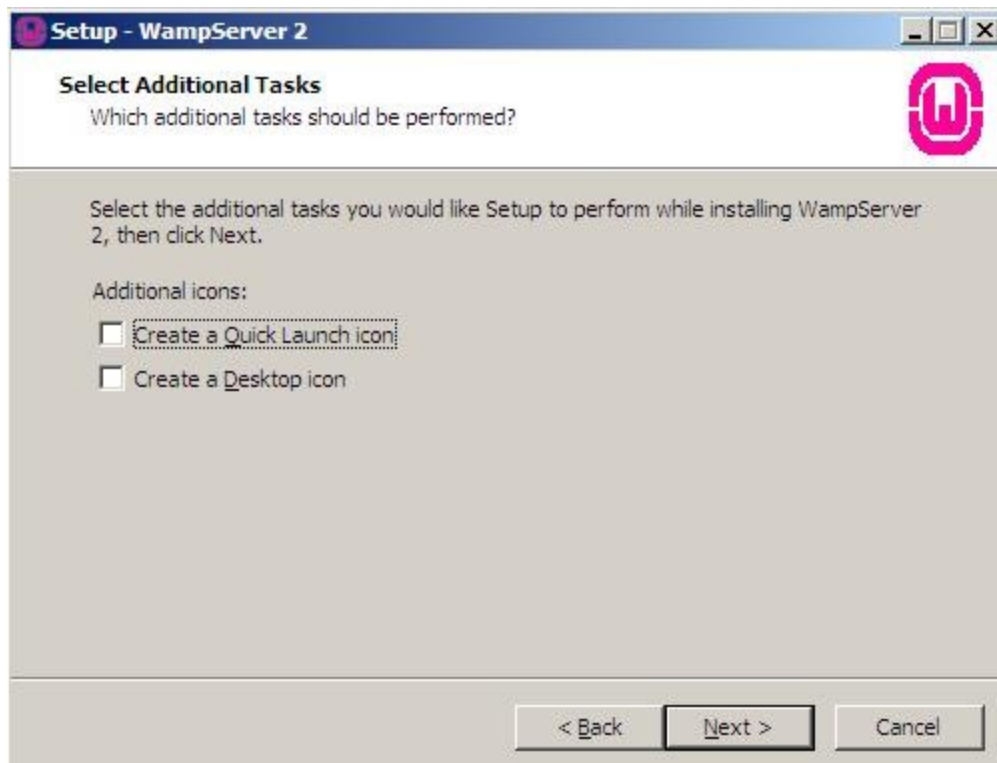 Setup - WampServer 2
Select Additional Tasks
Which additional tasks should be performed?
W
Select the additional tasks you would like Setup to perform while installing WampServer
2, then click Next.
Additional icons:
Create a Quick Launch icon
Create a Desktop icon
< Back
Next >
Cancel